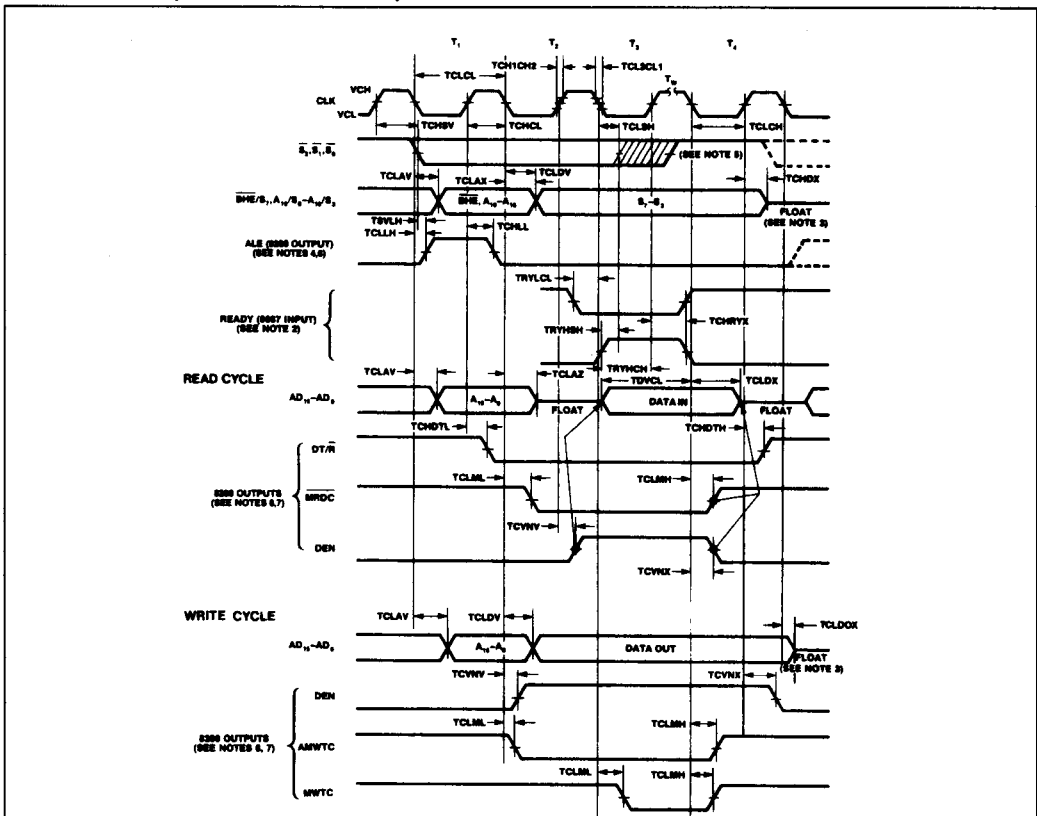 T₁ T₂ T₃ T₄
TCH1CH2 TCL2CL1
TCLCL
T_W
VCH
CLK
VCL
TCHSV TCHCL TCLSH TCLCH
S₂,S₁,S₀
(SEE NOTE 5)
TCLAV TCLAX TCLDV TCHDX
BHE/S₇, A₁₉/S₆–A₁₆/S₃
BHE, A₁₉–A₁₆
S₇–S₃
FLOAT
(SEE NOTE 3)
TSVLH
TCLLH
TCHLL
ALE (8288 OUTPUT)
(SEE NOTES 4,6)
TRYLCL
READY (8087 INPUT)
(SEE NOTE 2)
TCHRYX
TRYHSH
TRYHCH
READ CYCLE
TCLAV TCLAZ TDVCL TCLDX
AD₁₅–AD₀
A₁₅–A₀
FLOAT
DATA IN
FLOAT
TCHDTL TCHDTH
DT/R
8288 OUTPUTS
(SEE NOTES 6,7)
TCLML TCLMH
MRDC
TCVNV
DEN
TCVNX
WRITE CYCLE
TCLAV TCLDV TCLDOX
AD₁₅–AD₀
A₁₅–A₀
DATA OUT
FLOAT
(SEE NOTE 3)
TCVNV TCVNX
DEN
TCLML TCLMH
8288 OUTPUTS
(SEE NOTES 6, 7)
AMWTC
TCLML TCLMH
MWTC